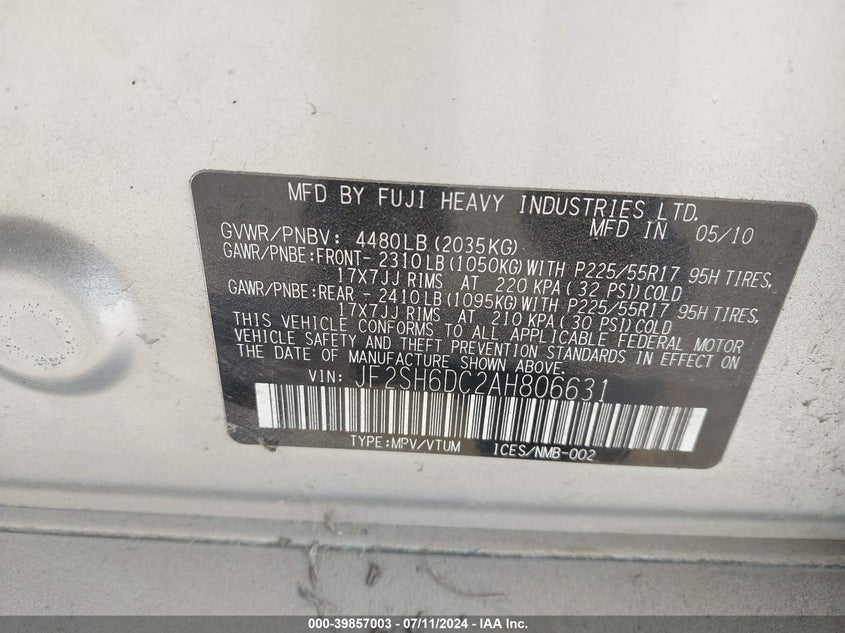 MFD BY FUJI HEAVY INDUSTRIES LTD.
MFD IN 05/10
GVWR/PNBV: 4480LB(2035KG)
GAWR/PNBE:FRONT- 2310LB(1050KG)WITH P225/55R17 95H TIRES,
17X7JJ RIMS AT 220 KPA(32 PSI)COLD
GAWR/PNBE:REAR - 2410LB(1095KG)WITH P225/55R17 95H TIRES,
17X7JJ RIMS AT 210 KPA(30 PSI)COLD
THIS VEHICLE CONFORMS TO ALL APPLICABLE FEDERAL MOTOR
VEHICLE SAFETY AND THEFT PREVENTION STANDARDS IN EFFECT ON
THE DATE OF MANUFACTURE SHOWN ABOVE.
VIN: JF2SH6DC2AH806631
TYPE:MPV/VTUM ICES/NMB-002
000-39857003 - 07/11/2024 - IAA, Inc.